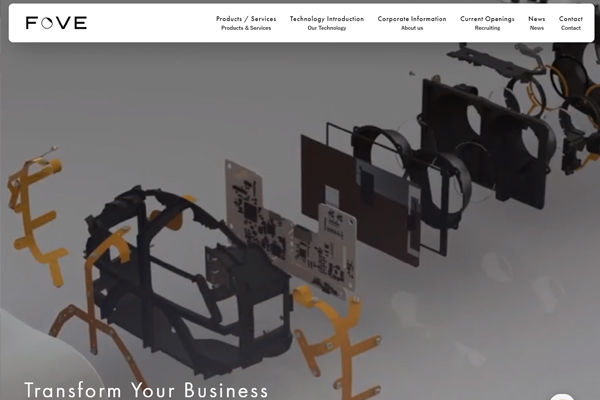 FOVE
Products / Services
Technology Introduction
Corporate Information
Current Openings
News
Contact
Products & Services
Our Technology
About us
Recruiting
News
Contact
Transform Your Business